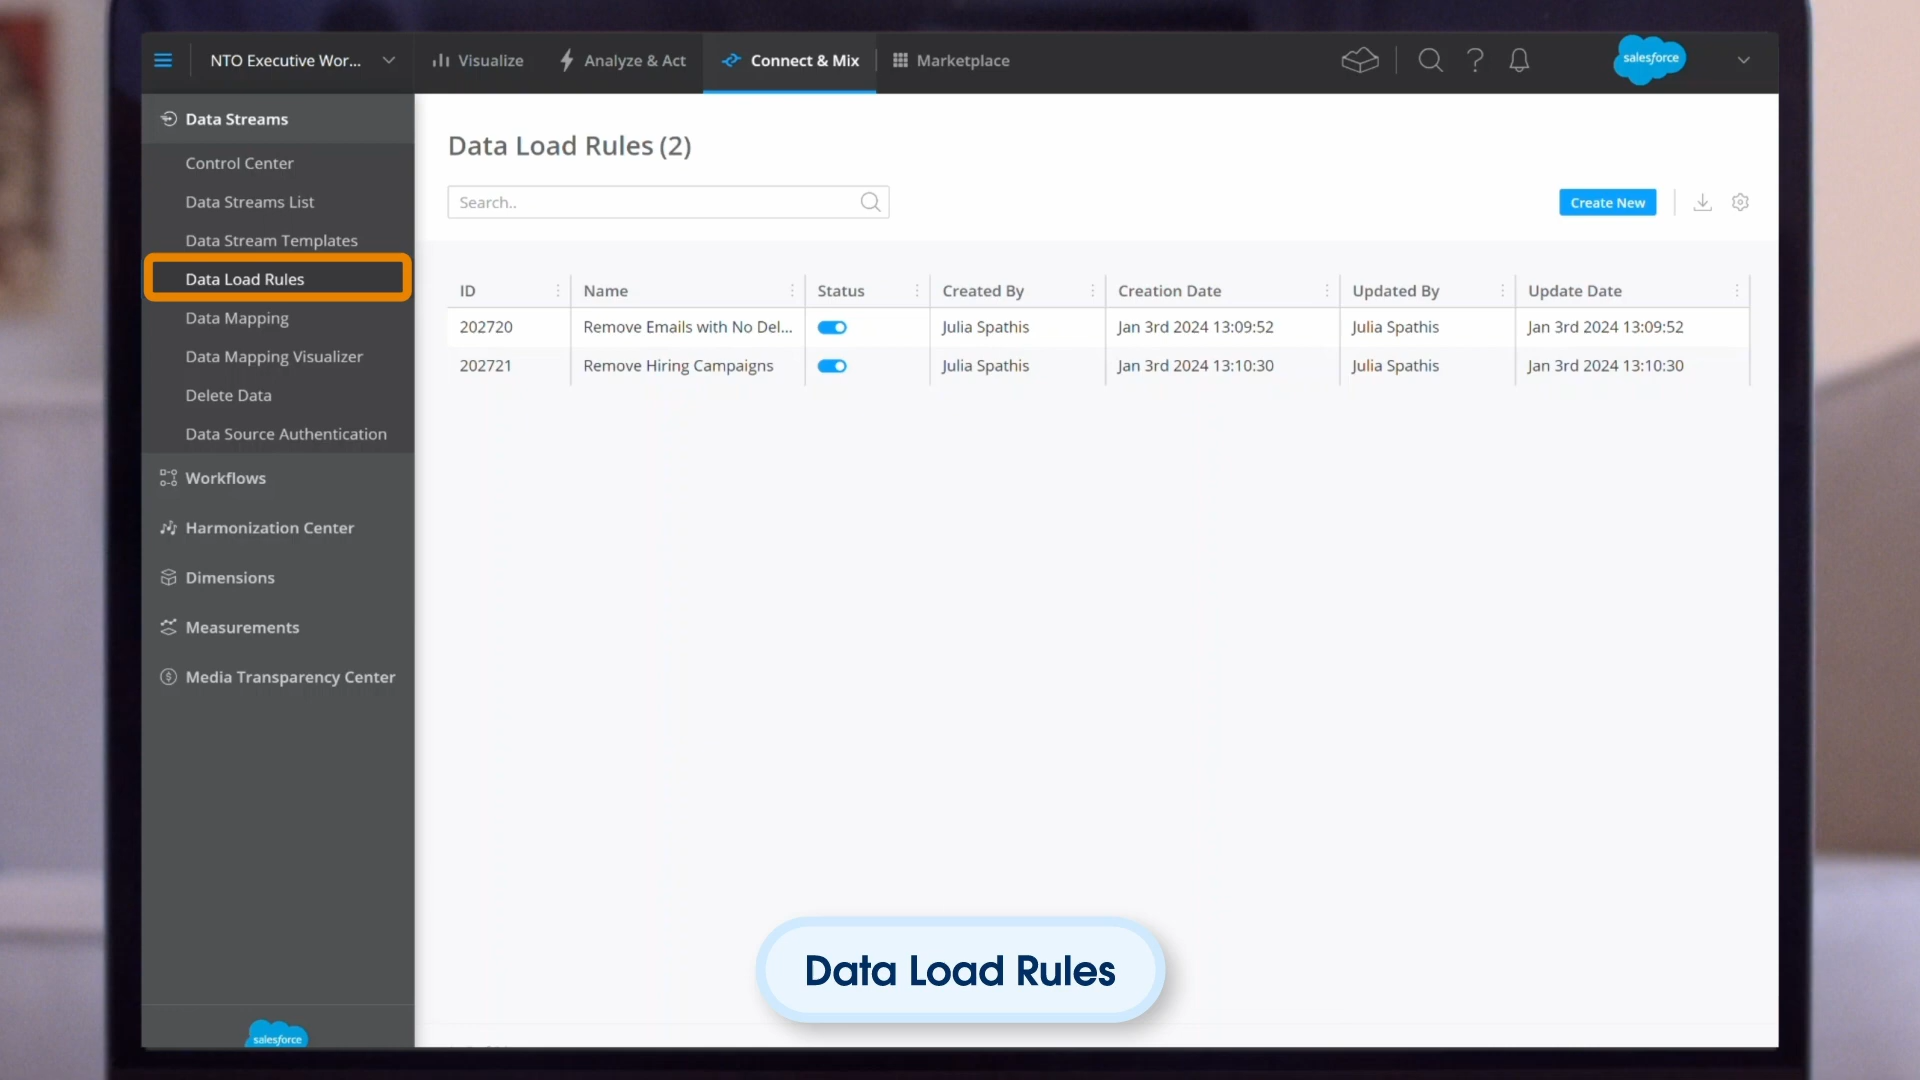 NTO Executive Wor...
Visualize
Analyze & Act
Connect & Mix
Marketplace
salesforce
Data Streams
Control Center
Data Streams List
Data Stream Templates
Data Load Rules
Data Mapping
Data Mapping Visualizer
Delete Data
Data Source Authentication
Workflows
Harmonization Center
Dimensions
Measurements
Media Transparency Center
salesforce
Data Load Rules (2)
Search..
Create New
ID Name Status Created By Creation Date Updated By Update Date
202720 Remove Emails with No Del... Julia Spathis Jan 3rd 2024 13:09:52 Julia Spathis Jan 3rd 2024 13:09:52
202721 Remove Hiring Campaigns Julia Spathis Jan 3rd 2024 13:10:30 Julia Spathis Jan 3rd 2024 13:10:30
Data Load Rules